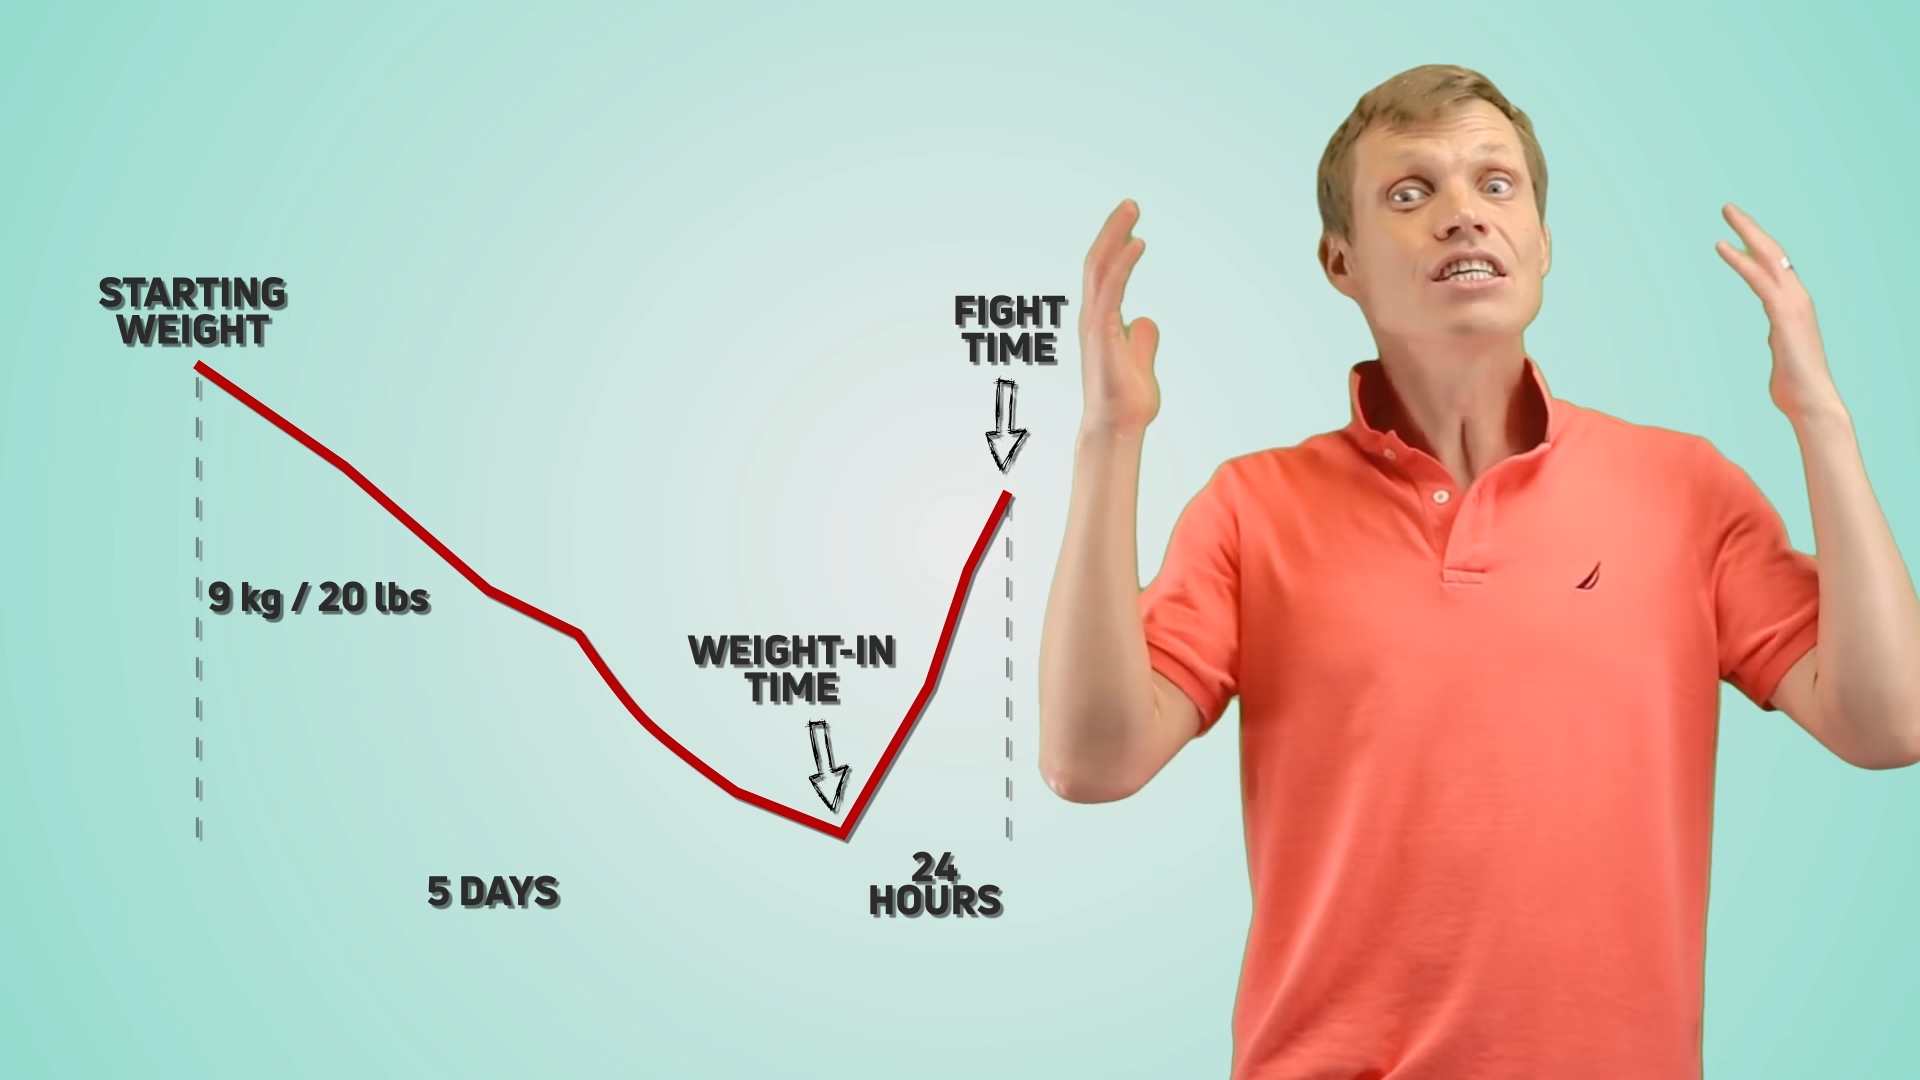 STARTING
WEIGHT
FIGHT
TIME
9 kg / 20 lbs
WEIGHT-IN
TIME
5 DAYS
24
HOURS